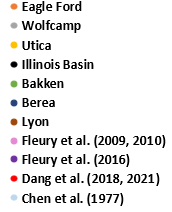 Eagle Ford
Wolfcamp
Utica
Illinois Basin
Bakken
Berea
Lyon
Fleury et al. (2009, 2010)
Fleury et al. (2016)
Dang et al. (2018, 2021)
Chen et al. (1977)